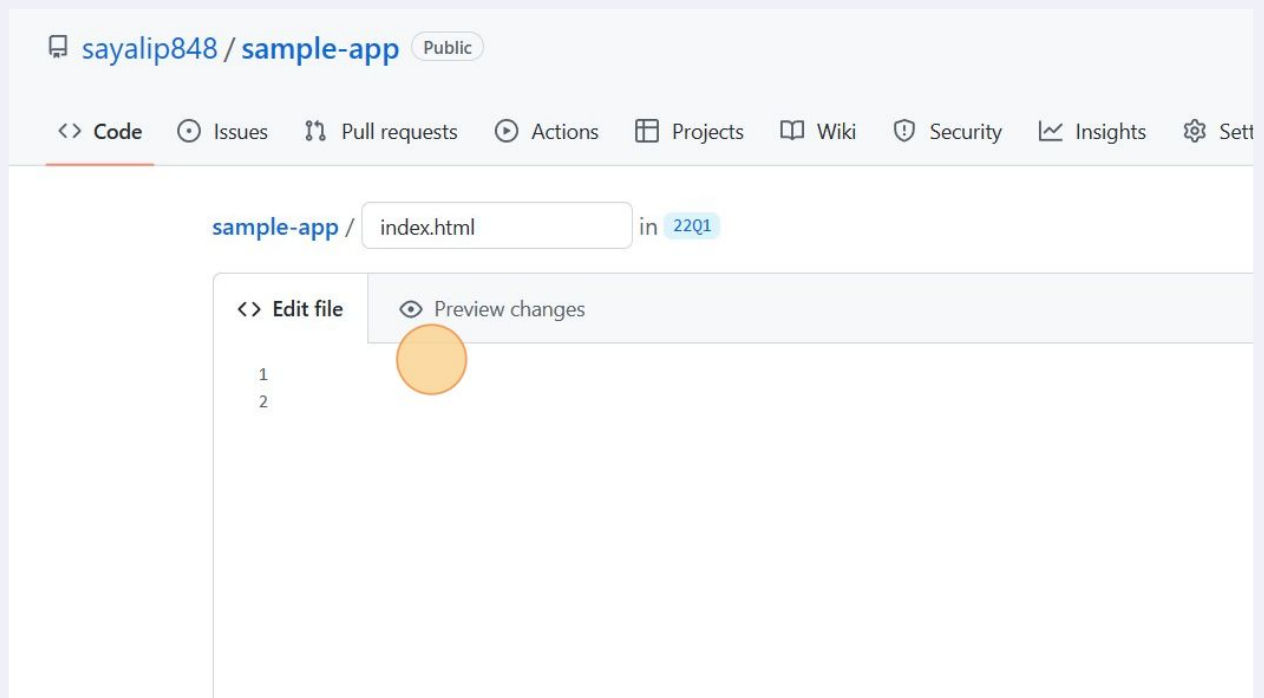 sayalip848 / sample-app Public
<> Code Issues Pull requests Actions Projects Wiki Security Insights Sett
sample-app / index.html in 22Q1
<> Edit file Preview changes
1
2